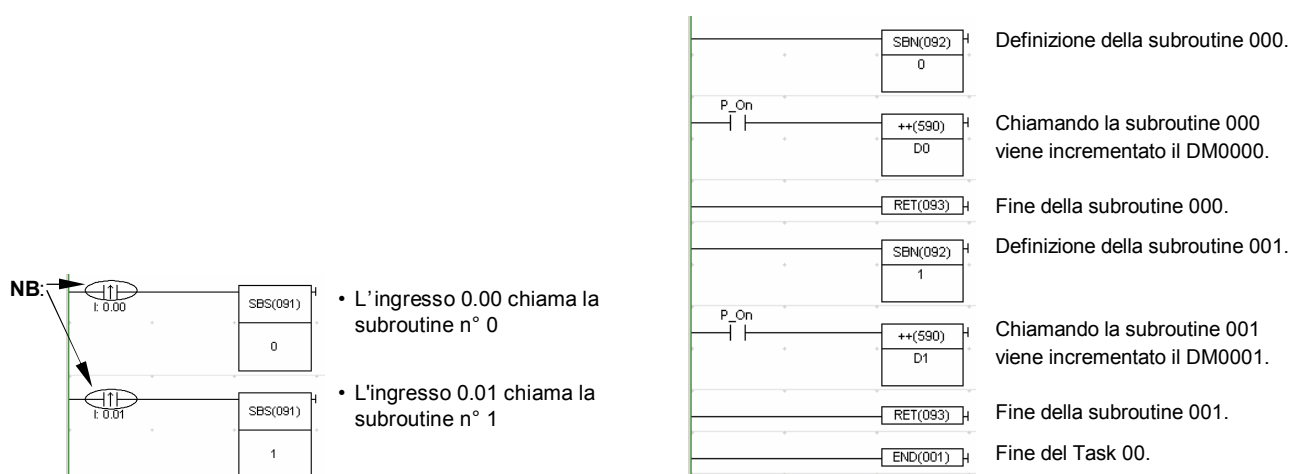 NB:
I: 0.00
SBS(091)
0
• L'ingresso 0.00 chiama la
subroutine n° 0
I: 0.01
SBS(091)
1
• L'ingresso 0.01 chiama la
subroutine n° 1
SBN(092)
0
Definizione della subroutine 000.
P_On
++(590)
D0
Chiamando la subroutine 000
viene incrementato il DM0000.
RET(093)
Fine della subroutine 000.
SBN(092)
1
Definizione della subroutine 001.
P_On
++(590)
D1
Chiamando la subroutine 001
viene incrementato il DM0001.
RET(093)
Fine della subroutine 001.
END(001)
Fine del Task 00.